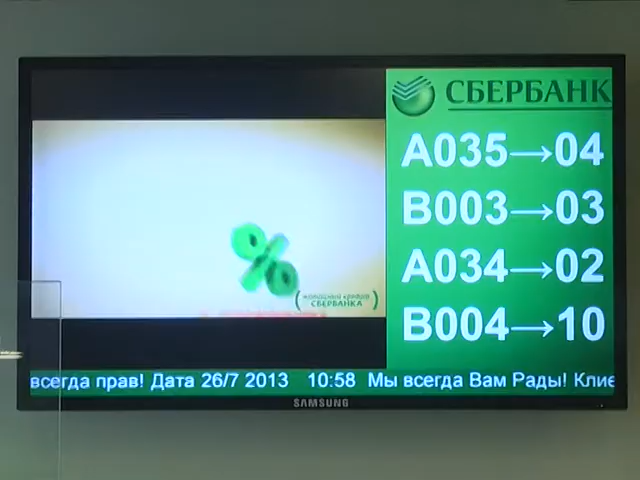 СБЕРБАНК
A035→04
B003→03
A034→02
B004→10
%
СБЕРБАНКА
всегда прав! Дата 26/7 2013 10:58 Мы всегда Вам Рады! Клие
SAMSUNG